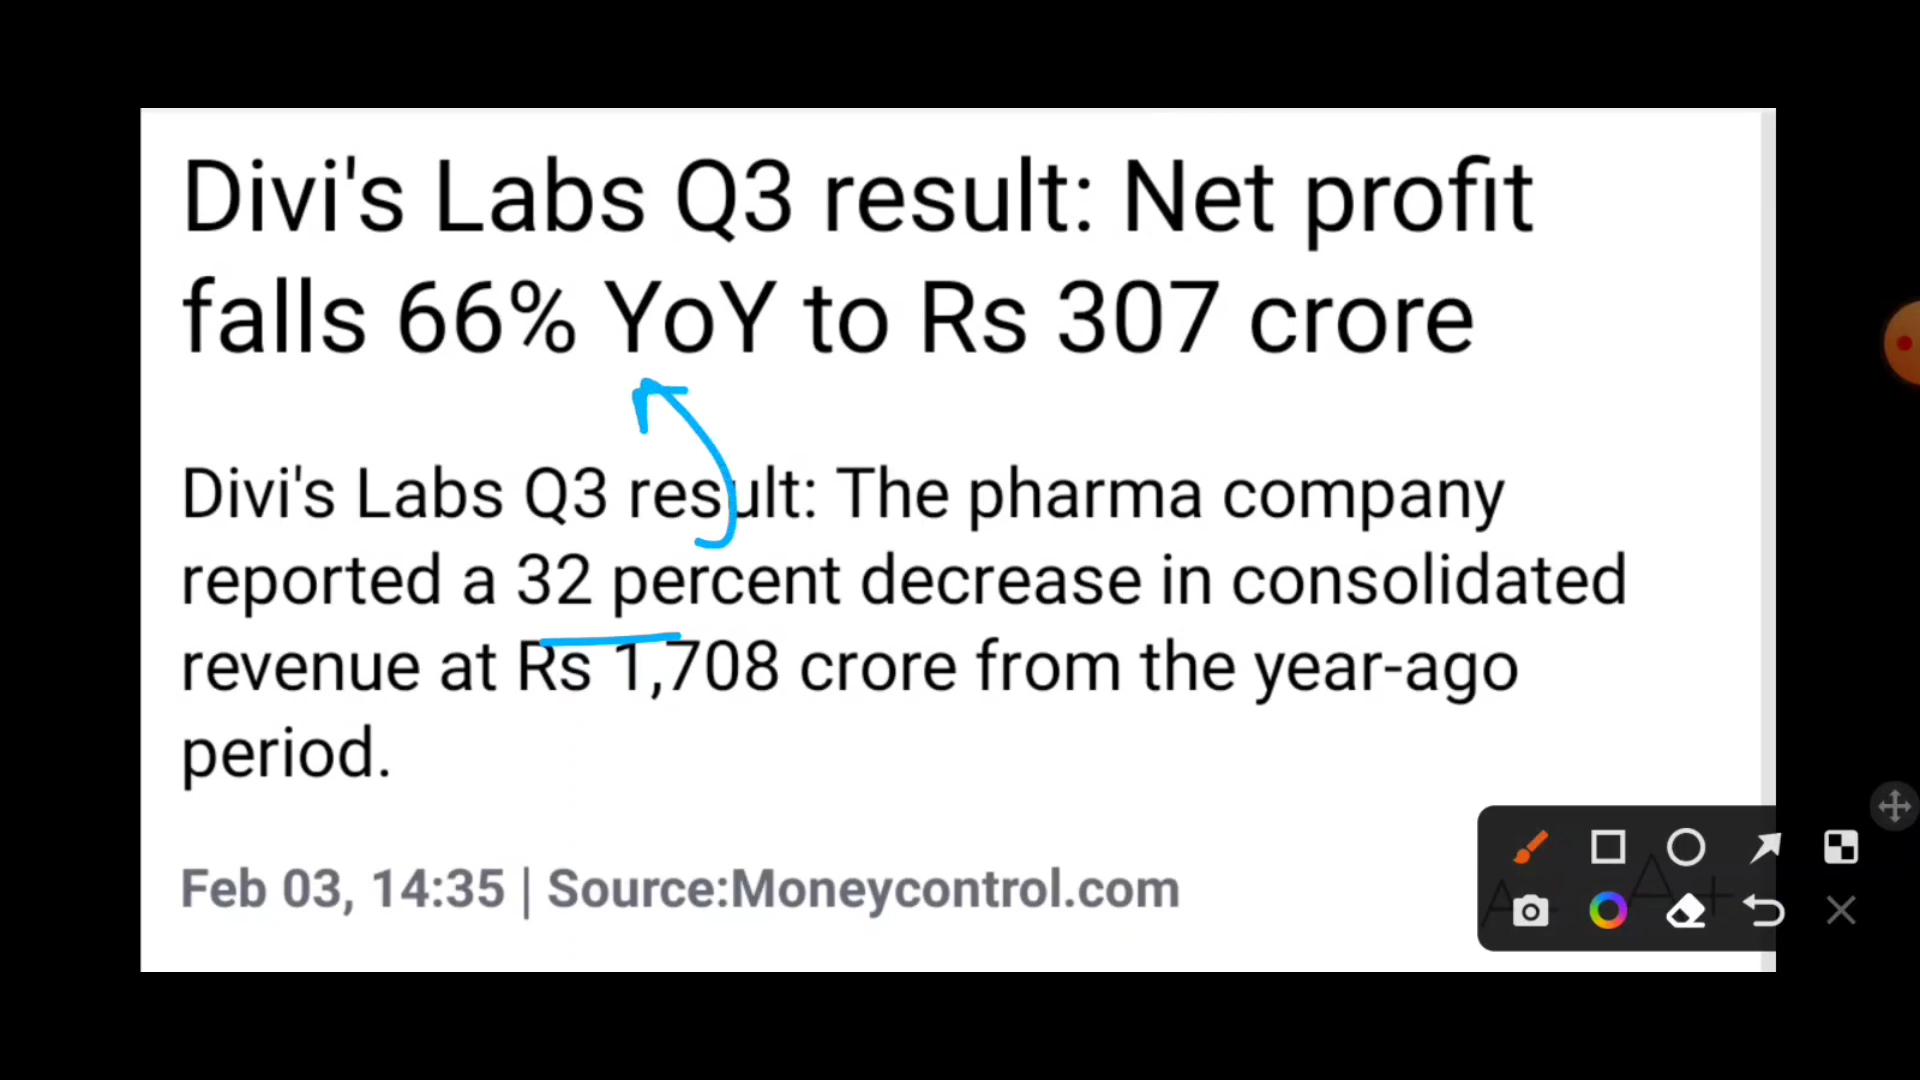 Divi's Labs Q3 result: Net profit
falls 66% YoY to Rs 307 crore
Divi's Labs Q3 result: The pharma company
reported a 32 percent decrease in consolidated
revenue at Rs 1,708 crore from the year-ago
period.
Feb 03, 14:35 | Source:Moneycontrol.com
A- A+